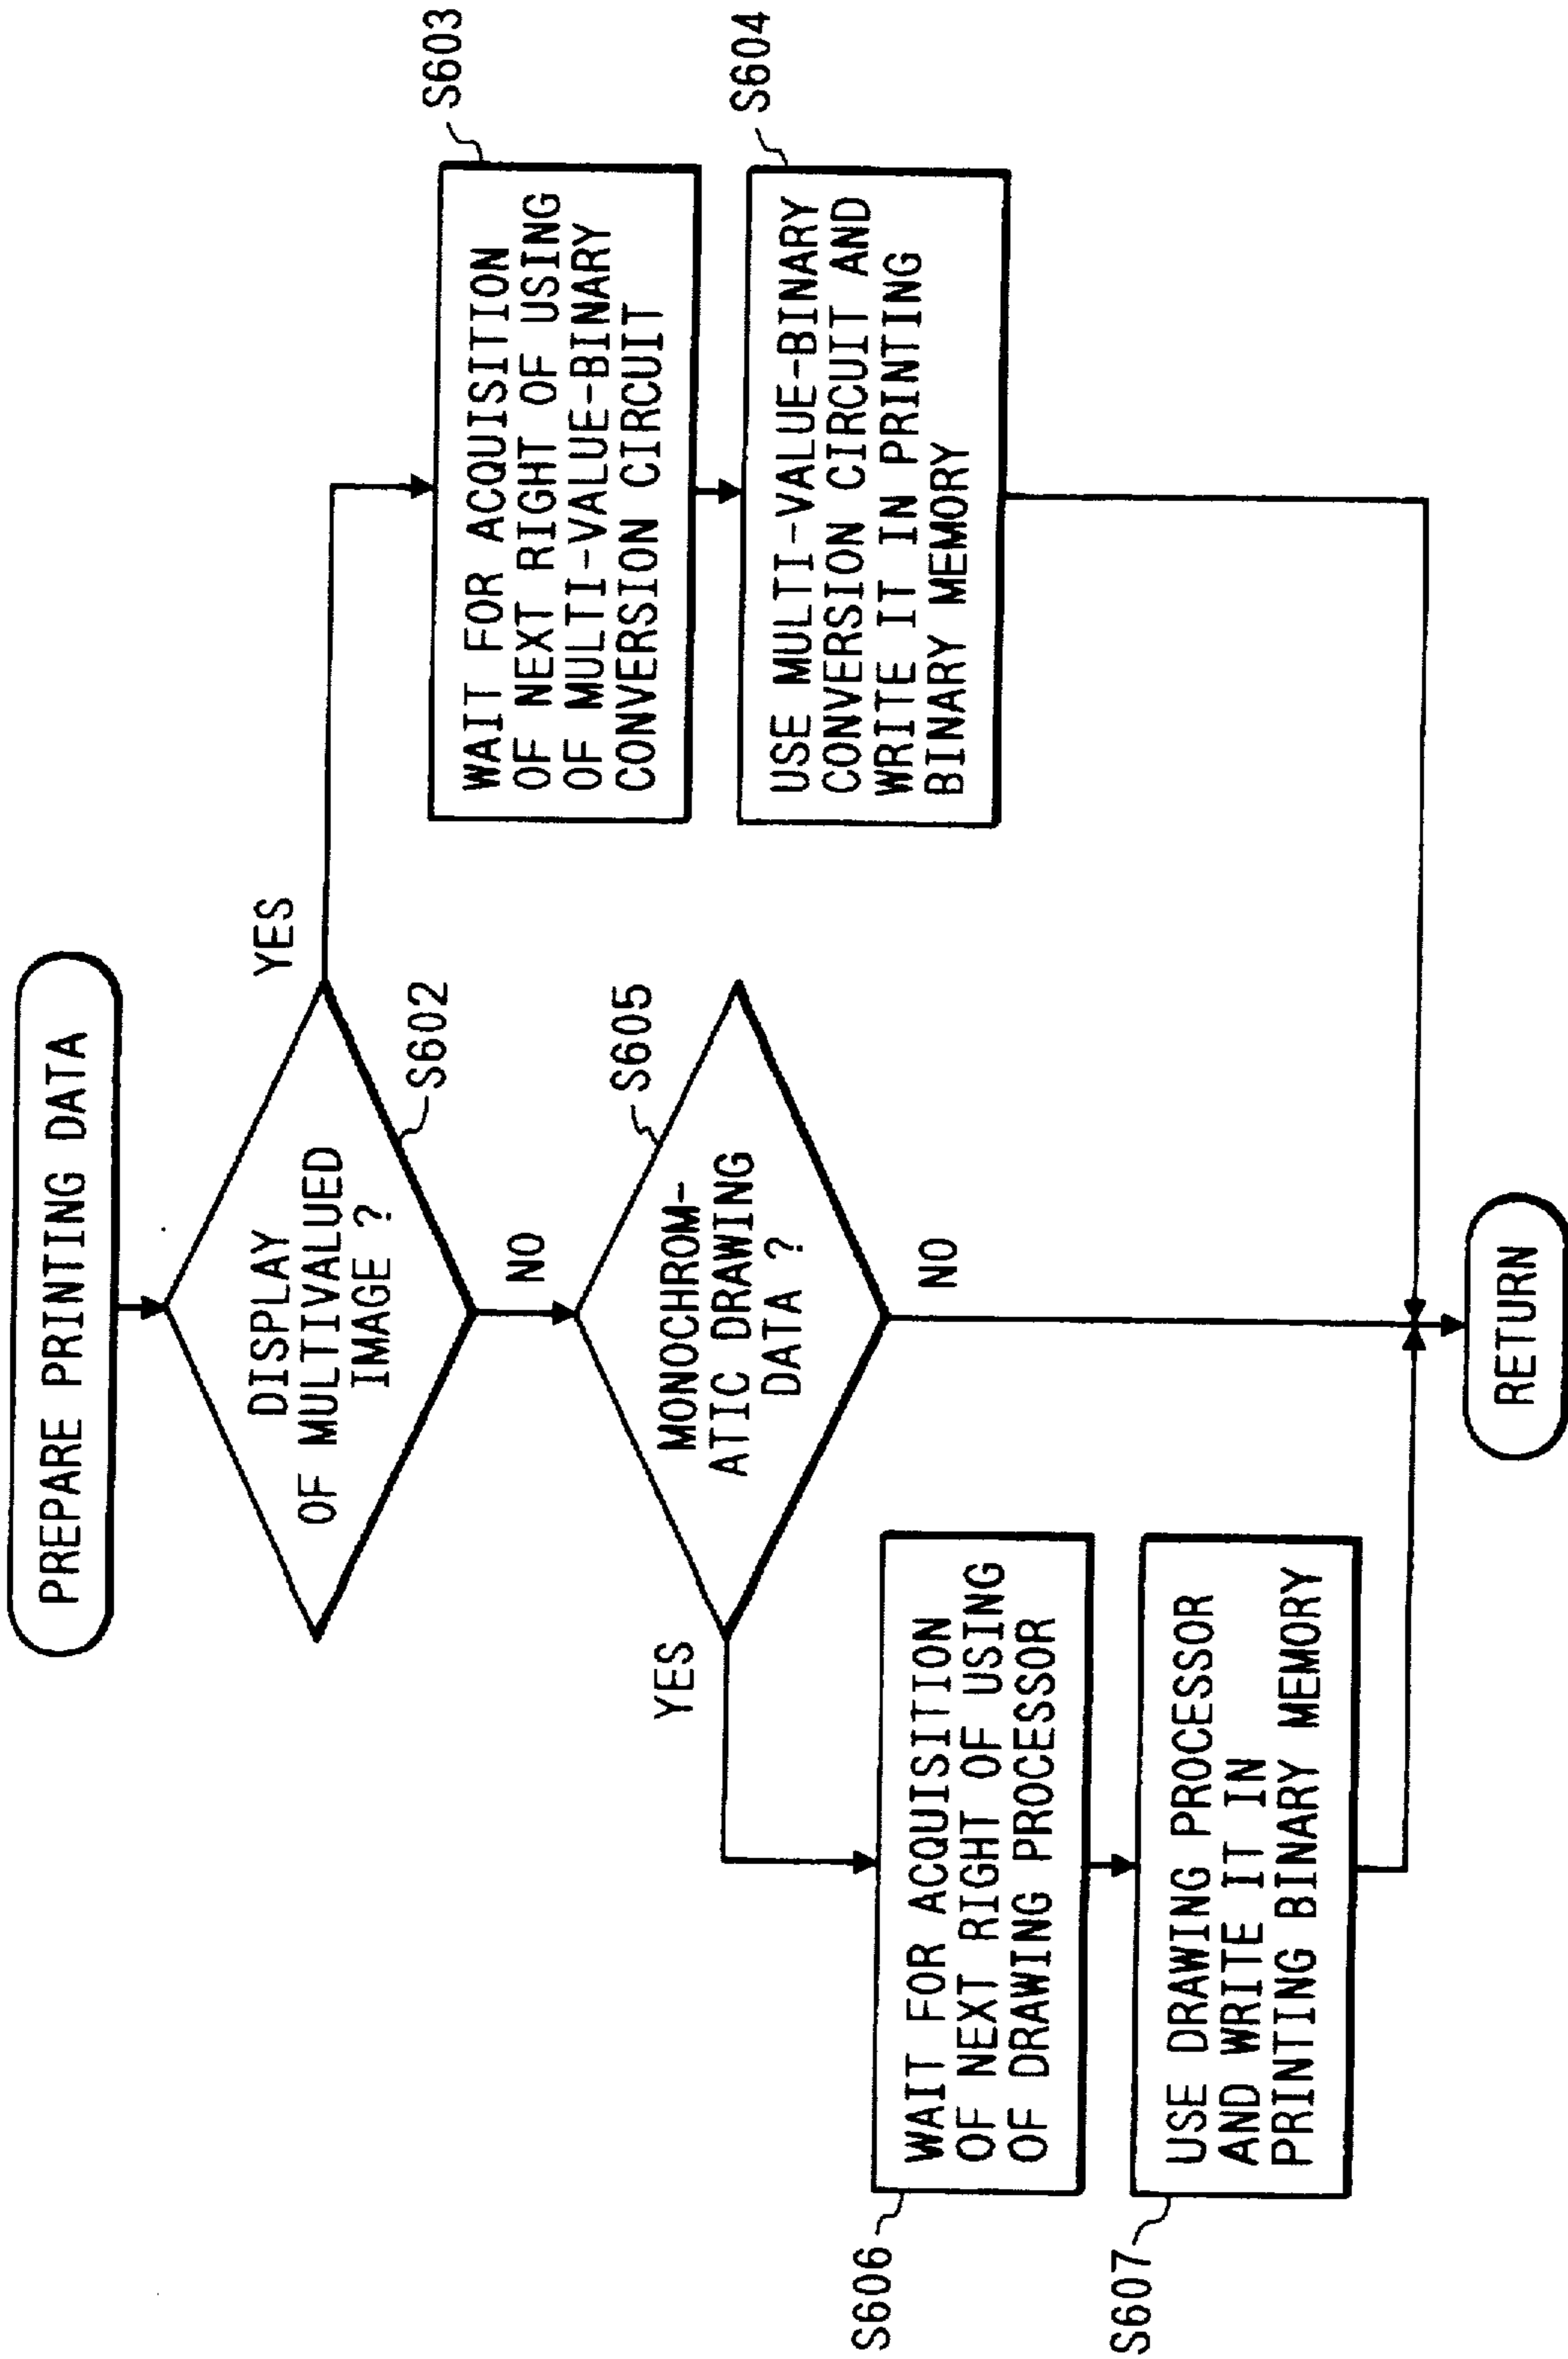 PREPARE PRINTING DATA
DISPLAY
OF MULTIVALUED
IMAGE ?
S602
YES
NO
WAIT FOR ACQUISITION
OF NEXT RIGHT OF USING
OF MULTI-VALUE-BINARY
CONVERSION CIRCUIT
S603
USE MULTI-VALUE-BINARY
CONVERSION CIRCUIT AND
WRITE IT IN PRINTING
BINARY MEMORY
S604
MONOCHROM-
ATIC DRAWING
DATA ?
S605
YES
NO
S606
WAIT FOR ACQUISITION
OF NEXT RIGHT OF USING
OF DRAWING PROCESSOR
S607
USE DRAWING PROCESSOR
AND WRITE IT IN
PRINTING BINARY MEMORY
RETURN